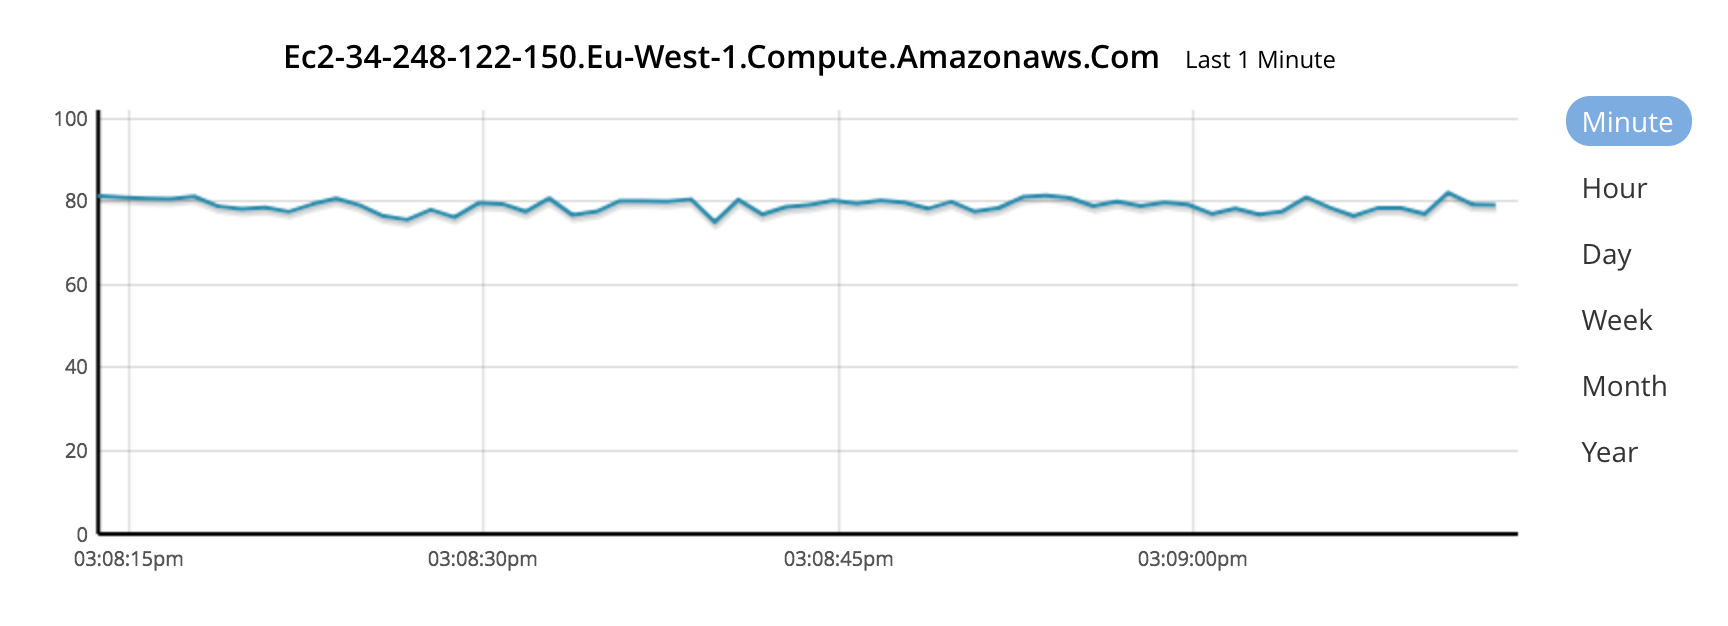 Ec2-34-248-122-150.Eu-West-1.Compute.Amazonaws.Com Last 1 Minute
100
80
60
40
20
0
03:08:15pm 03:08:30pm 03:08:45pm 03:09:00pm
Minute
Hour
Day
Week
Month
Year